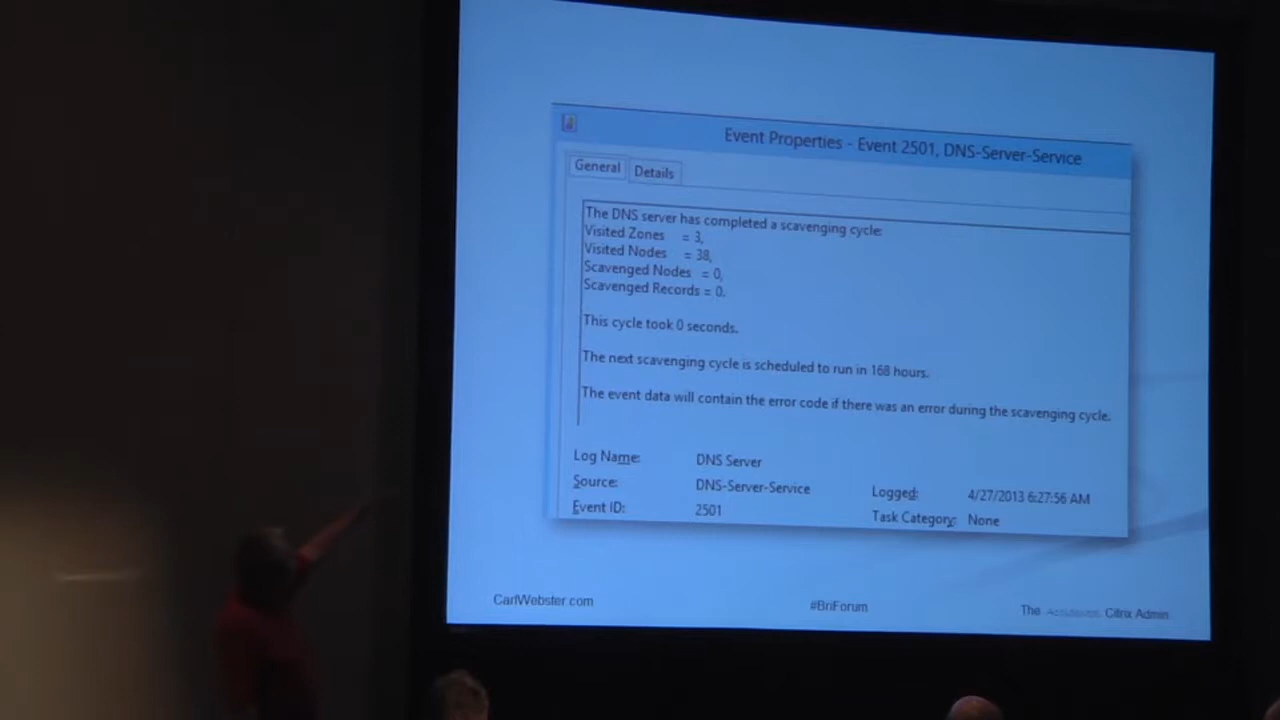 Event Properties - Event 2501, DNS-Server-Service
General Details
The DNS server has completed a scavenging cycle:
Visited Zones = 3,
Visited Nodes = 38,
Scavenged Nodes = 0,
Scavenged Records = 0.
This cycle took 0 seconds.
The next scavenging cycle is scheduled to run in 168 hours.
The event data will contain the error code if there was an error during the scavenging cycle.
Log Name: DNS Server
Source: DNS-Server-Service Logged: 4/27/2013 6:27:56 AM
Event ID: 2501 Task Category: None
CarlWebster.com #BriForum The Citrix Admin